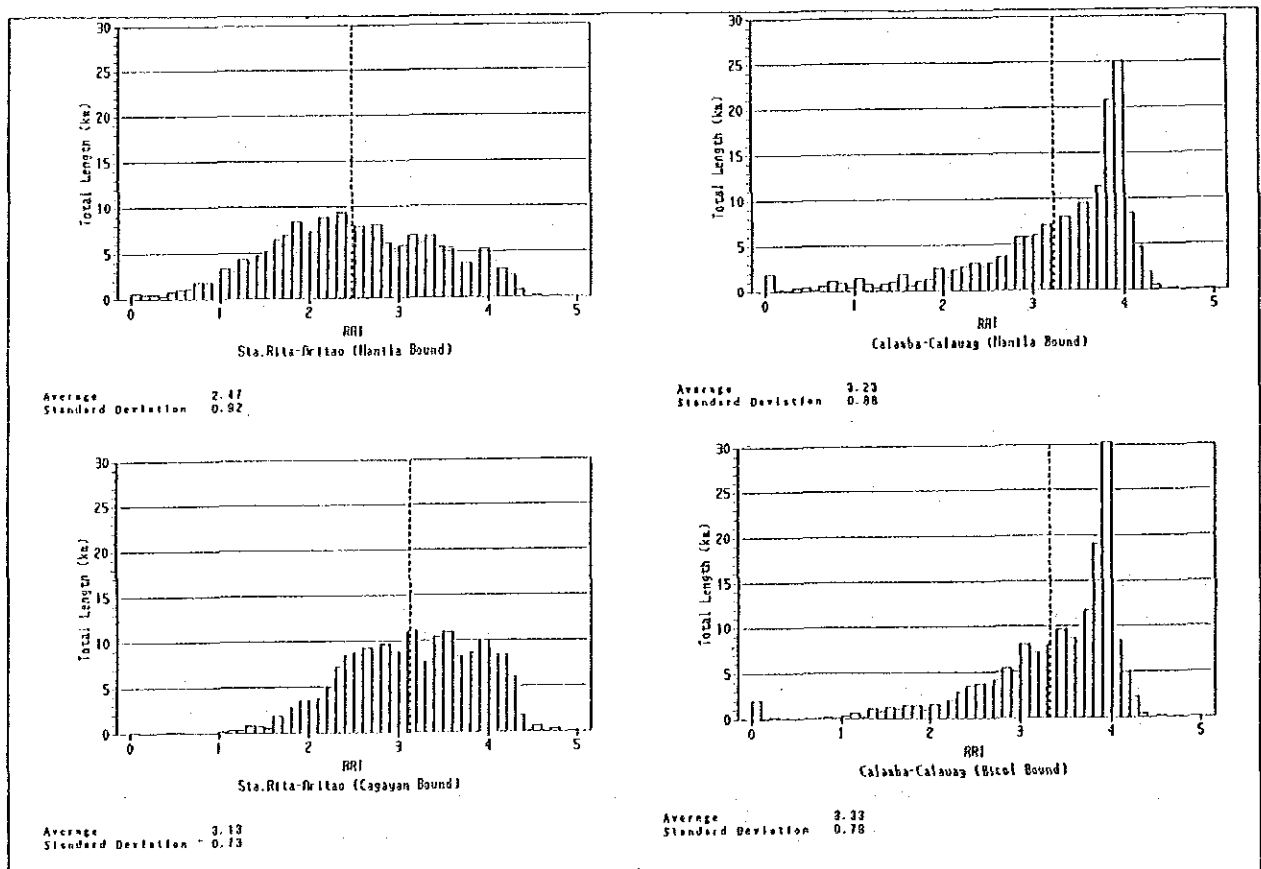 30
25
20
15
10
5
0
Total Length (km)
0 1 2 3 4 5
RRI
Sta.Rita-Aritao (Manila Bound)
Average 2.47
Standard Deviation 0.92
30
25
20
15
10
5
0
Total Length (km)
0 1 2 3 4 5
RRI
Calamba-Calauag (Manila Bound)
Average 3.23
Standard Deviation 0.88
30
25
20
15
10
5
0
Total Length (km)
0 1 2 3 4 5
RRI
Sta.Rita-Aritao (Cagayan Bound)
Average 3.13
Standard Deviation 0.73
30
25
20
15
10
5
0
Total Length (km)
0 1 2 3 4 5
RRI
Calamba-Calauag (Bicol Bound)
Average 3.33
Standard Deviation 0.78